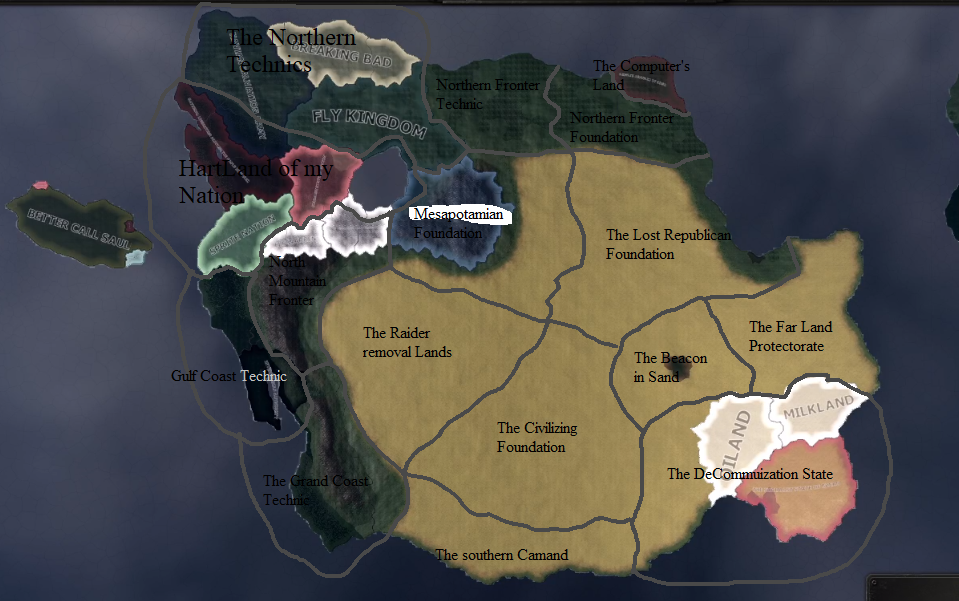 The Northern
Technics
BREAKING BAD
Northern Fronter
Technic
The Computer's
Land
FLY KINGDOM
Northern Fronter
Foundation
HartLand of my
Nation
Mesapotamian
Foundation
BETTER CALL SAUL
The Lost Republican
Foundation
North
Mountain
Fronter
The Raider
removal Lands
The Far Land
Protectorate
The Beacon
in Sand
Gulf Coast Technic
MILKLAND
The Civilizing
Foundation
The DeCommuization State
The Grand Coast
Technic
The southern Camand